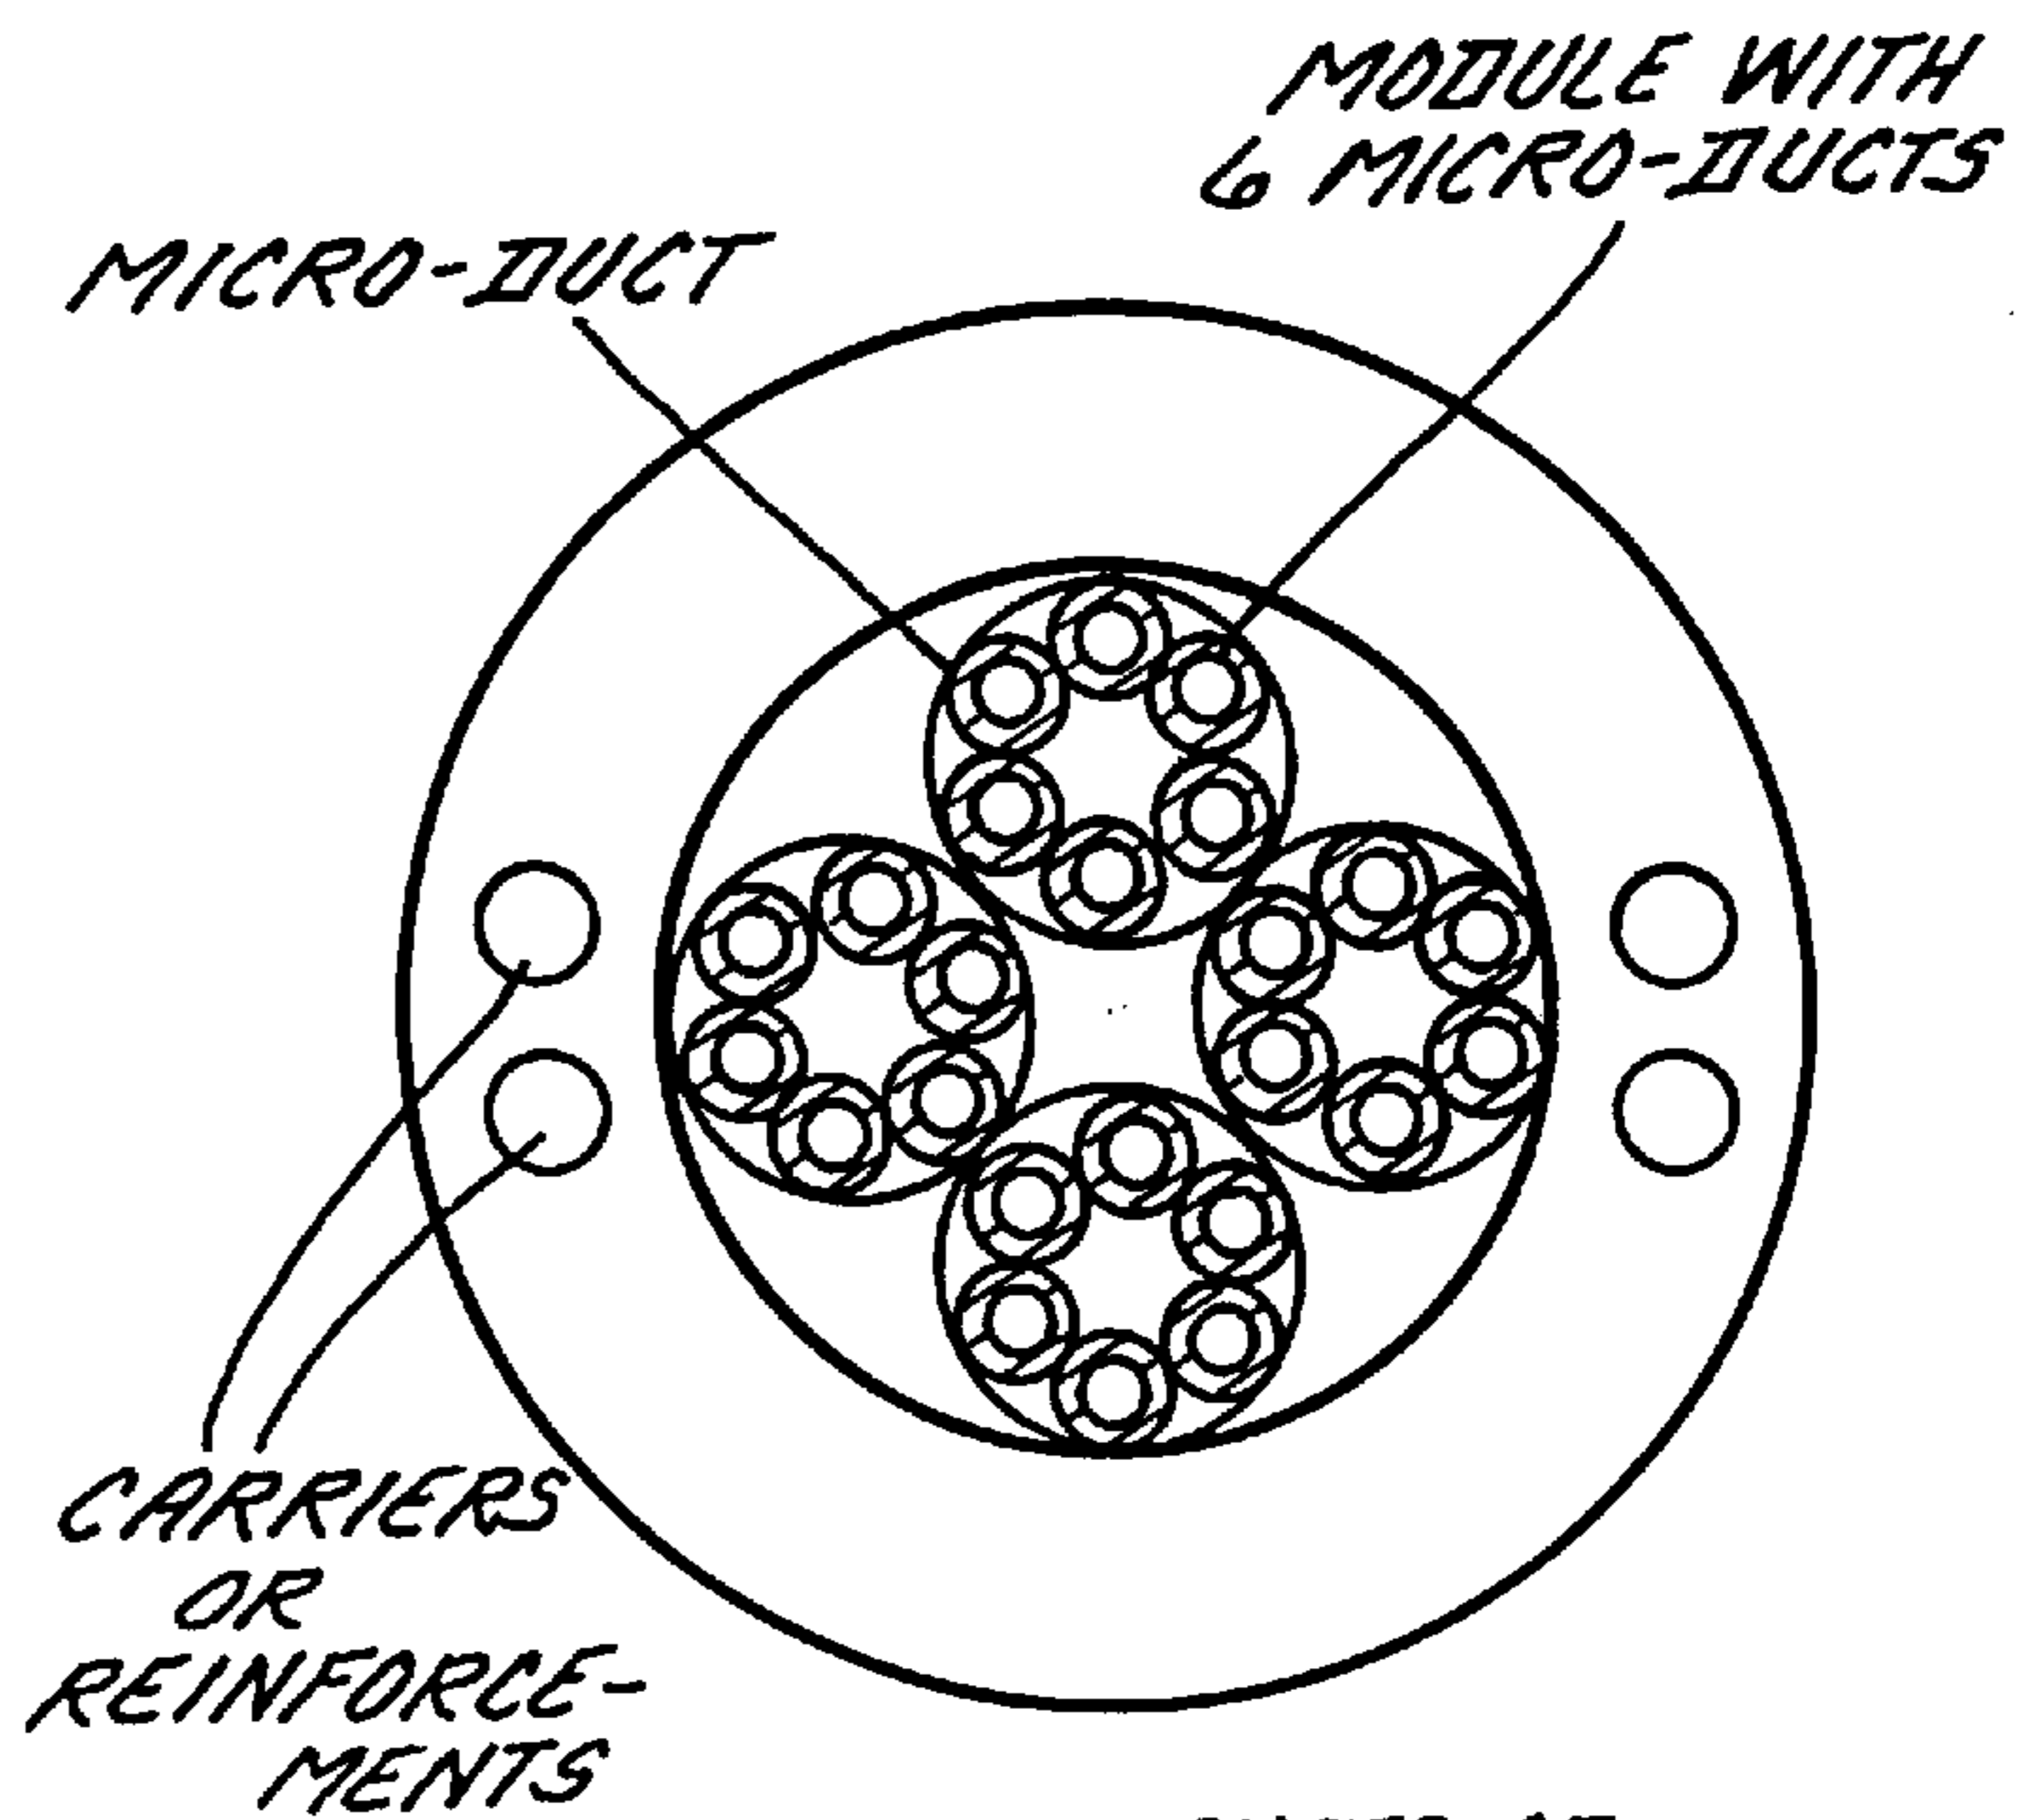 MODULE WITH
6 MICRO-DUCTS
MICRO-DUCT
CARRIERS
OR
REINFORCE-
MENTS